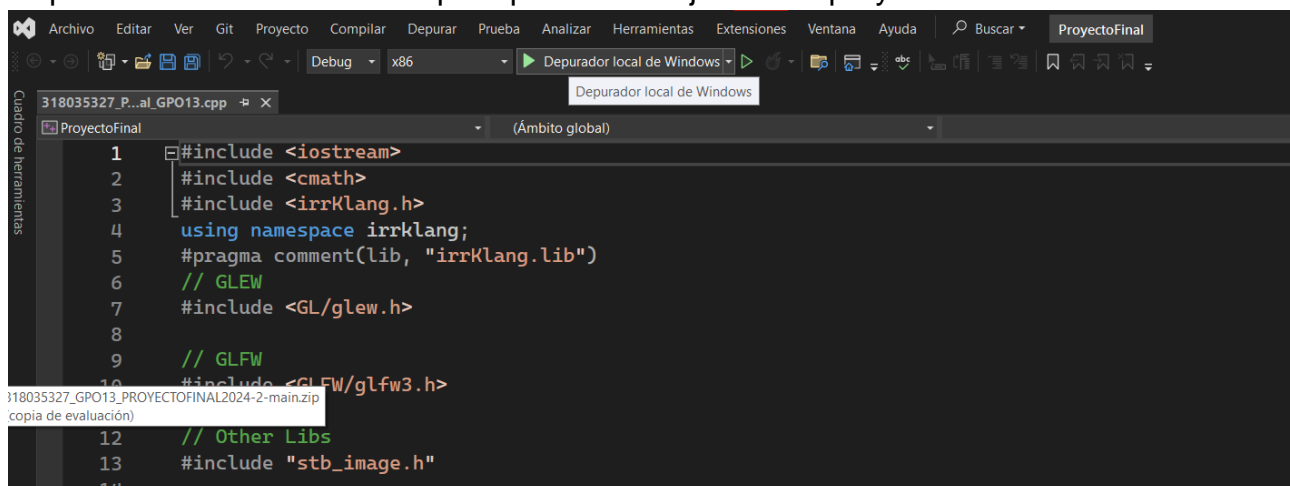 Archivo Editar Ver Git Proyecto Compilar Depurar Prueba Analizar Herramientas Extensiones Ventana Ayuda Buscar ProyectoFinal
Debug x86 Depurador local de Windows
Depurador local de Windows
Cuadro de herramientas
318035327_P...al_GPO13.cpp
ProyectoFinal (Ámbito global)
1 #include <iostream>
2 #include <cmath>
3 #include <irrKlang.h>
4 using namespace irrklang;
5 #pragma comment(lib, "irrKlang.lib")
6 // GLEW
7 #include <GL/glew.h>
8
9 // GLFW
10 #include <GLFW/glfw3.h>
318035327_GPO13_PROYECTOFINAL2024-2-main.zip
(copia de evaluación)
12 // Other Libs
13 #include "stb_image.h"